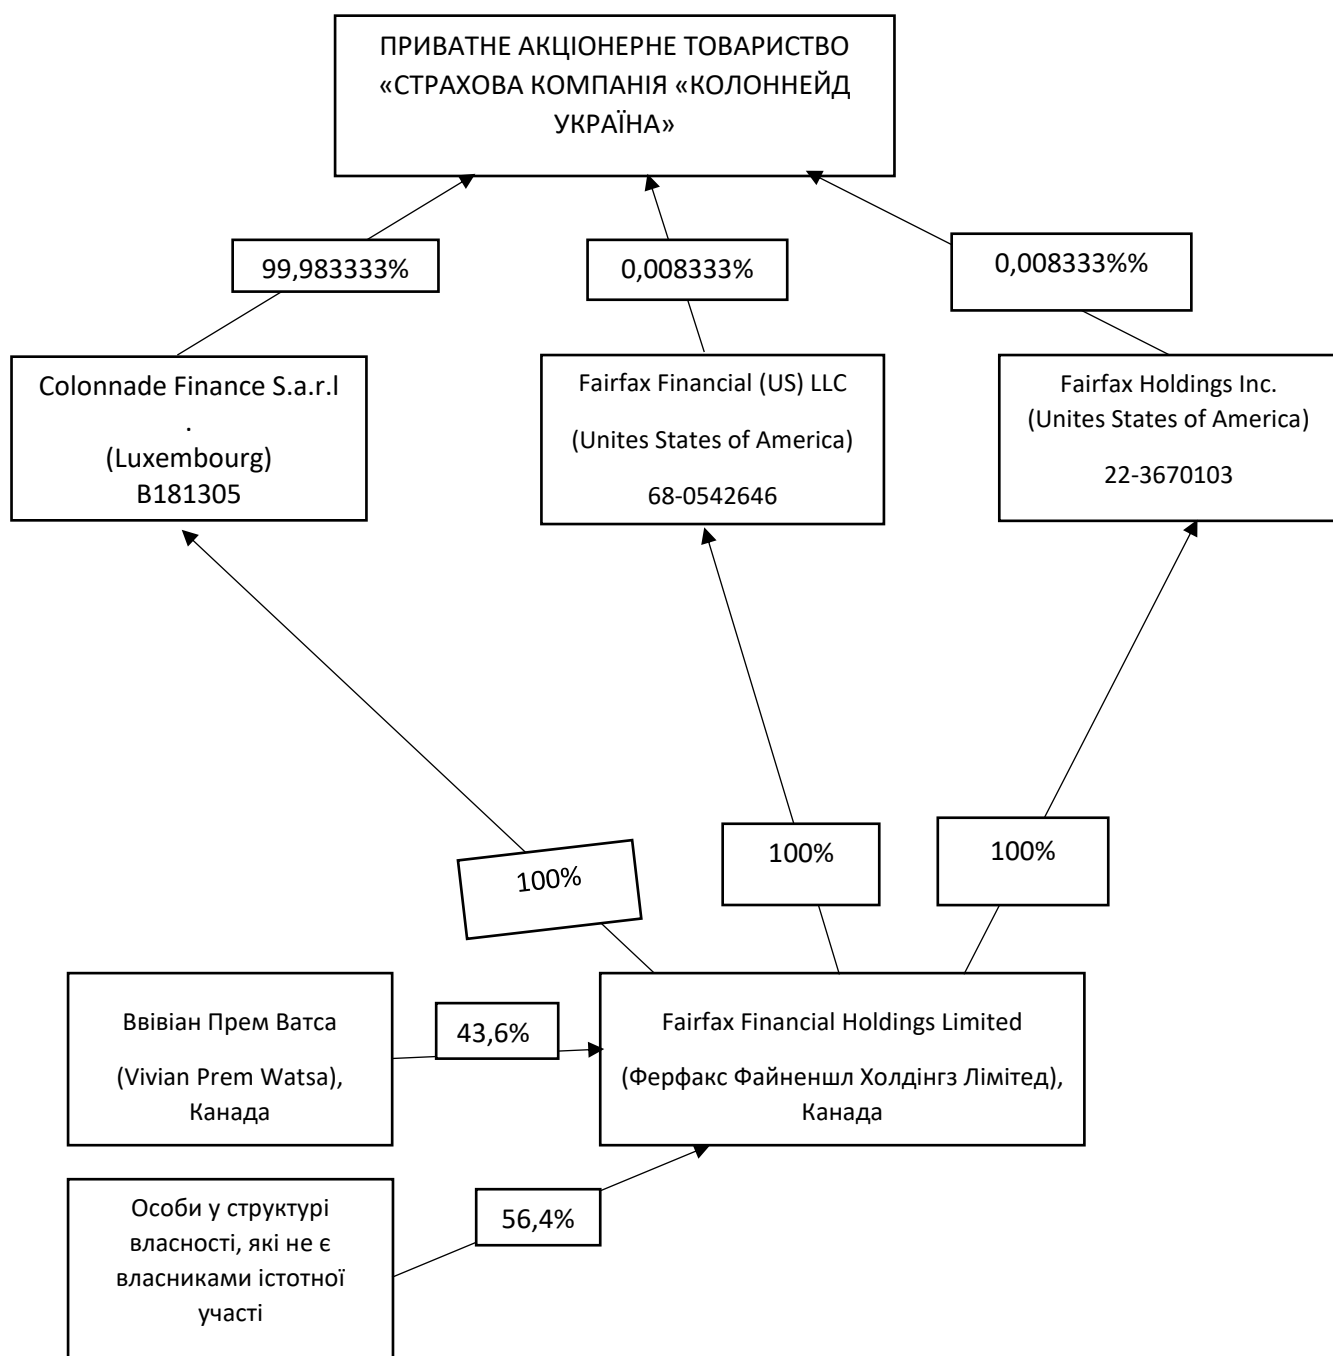 ПРИВАТНЕ АКЦІОНЕРНЕ ТОВАРИСТВО
«СТРАХОВА КОМПАНІЯ «КОЛОННЕЙД
УКРАЇНА»
99,983333%
0,008333%
0,008333%%
Colonnade Finance S.a.r.l
.
(Luxembourg)
B181305
Fairfax Financial (US) LLC
(Unites States of America)
68-0542646
Fairfax Holdings Inc.
(Unites States of America)
22-3670103
100%
100%
100%
Ввівіан Прем Ватса
(Vivian Prem Watsa),
Канада
43,6%
Fairfax Financial Holdings Limited
(Ферфакс Файненшл Холдінгз Лімітед),
Канада
Особи у структурі
власності, які не є
власниками істотної
участі
56,4%